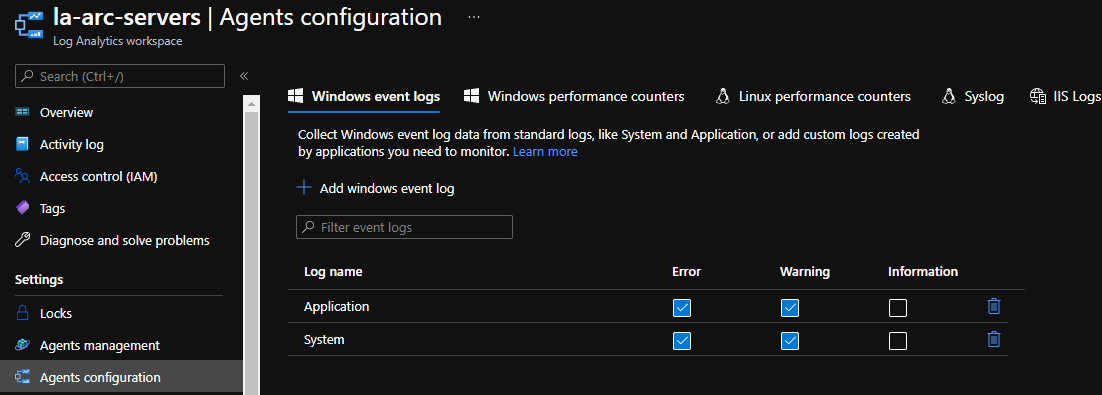 la-arc-servers | Agents configuration ...
Log Analytics workspace
Search (Ctrl+/)
«
Overview
Activity log
Access control (IAM)
Tags
Diagnose and solve problems
Settings
Locks
Agents management
Agents configuration
Windows event logs Windows performance counters Linux performance counters Syslog IIS Logs
Collect Windows event log data from standard logs, like System and Application, or add custom logs created
by applications you need to monitor. Learn more
Add windows event log
Filter event logs
Log name Error Warning Information
Application
System